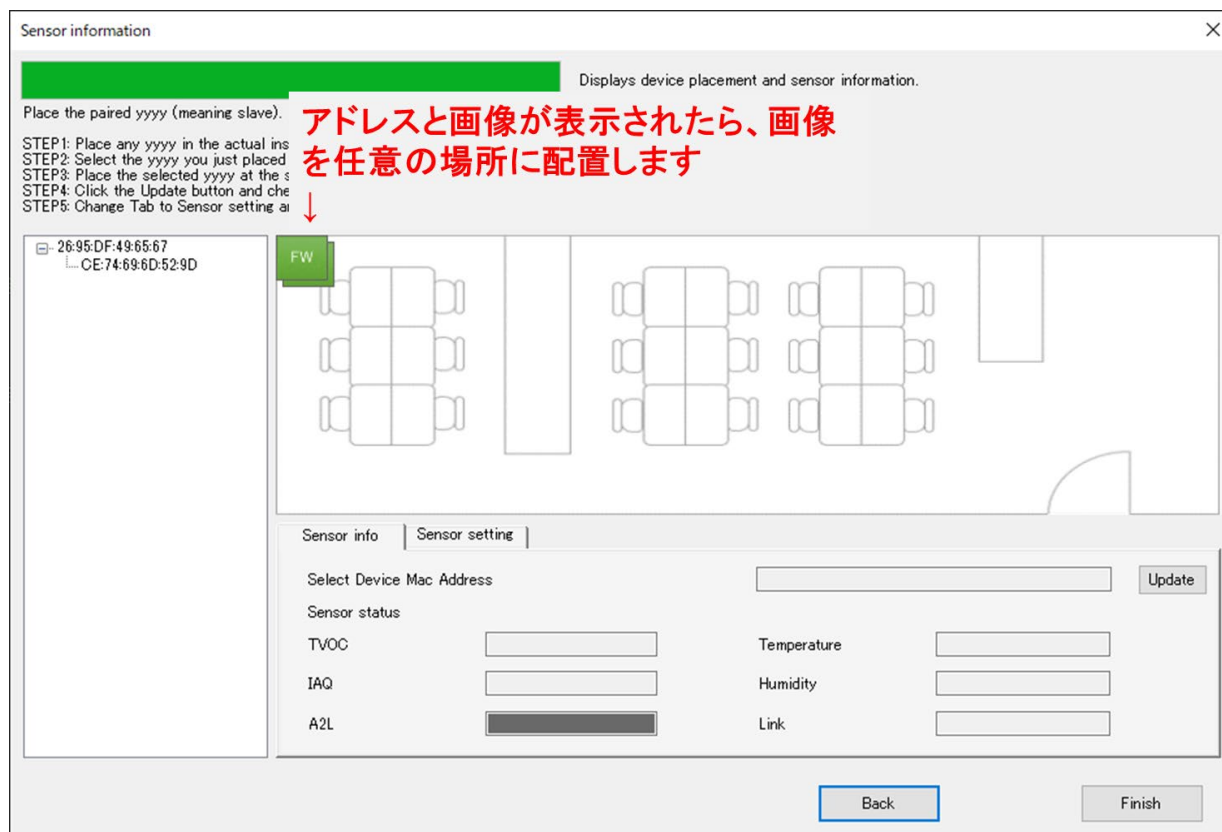 Sensor information
Displays device placement and sensor information.
Place the paired yyyy (meaning slave).
アドレスと画像が表示されたら、画像
を任意の場所に配置します
↓
STEP1: Place any yyyy in the actual ins
STEP2: Select the yyyy you just placed
STEP3: Place the selected yyyy at the s
STEP4: Click the Update button and che
STEP5: Change Tab to Sensor setting a
26:95:DF:49:65:67
CE:74:69:6D:52:9D
FW
Sensor info
Sensor setting
Select Device Mac Address
Update
Sensor status
TVOC
Temperature
IAQ
Humidity
A2L
Link
Back
Finish